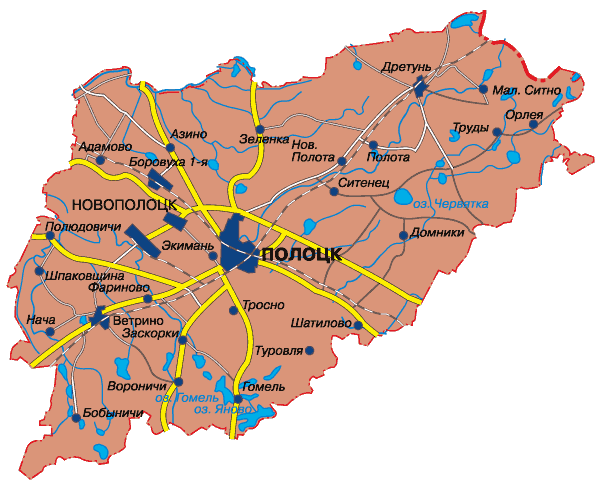 Дретунь
Мал. Ситно
Орлея
Труды
Азино
Зеленка
Нов.
Полота
Полота
Адамово
Боровуха 1-я
Ситенец
оз. Червятка
НОВОПОЛОЦК
Полюдовичи
Экимань
ПОЛОЦК
Домники
Шпаковщина
Фариново
Тросно
Нача
Ветрино
Шатилово
Заскорки
Туровля
Вороничи
Гомель
оз. Гомель
оз. Яново
Бобыничи